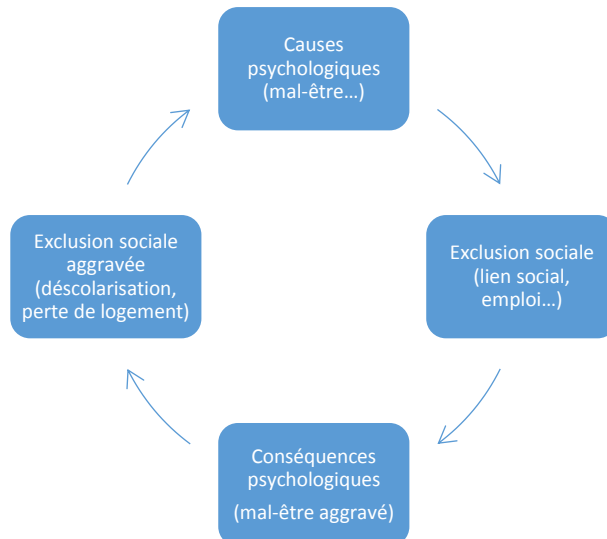 Causes
psychologiques
(mal-être…)
Exclusion sociale
(lien social,
emploi…)
Conséquences
psychologiques
(mal-être aggravé)
Exclusion sociale
aggravée
(déscolarisation,
perte de logement)